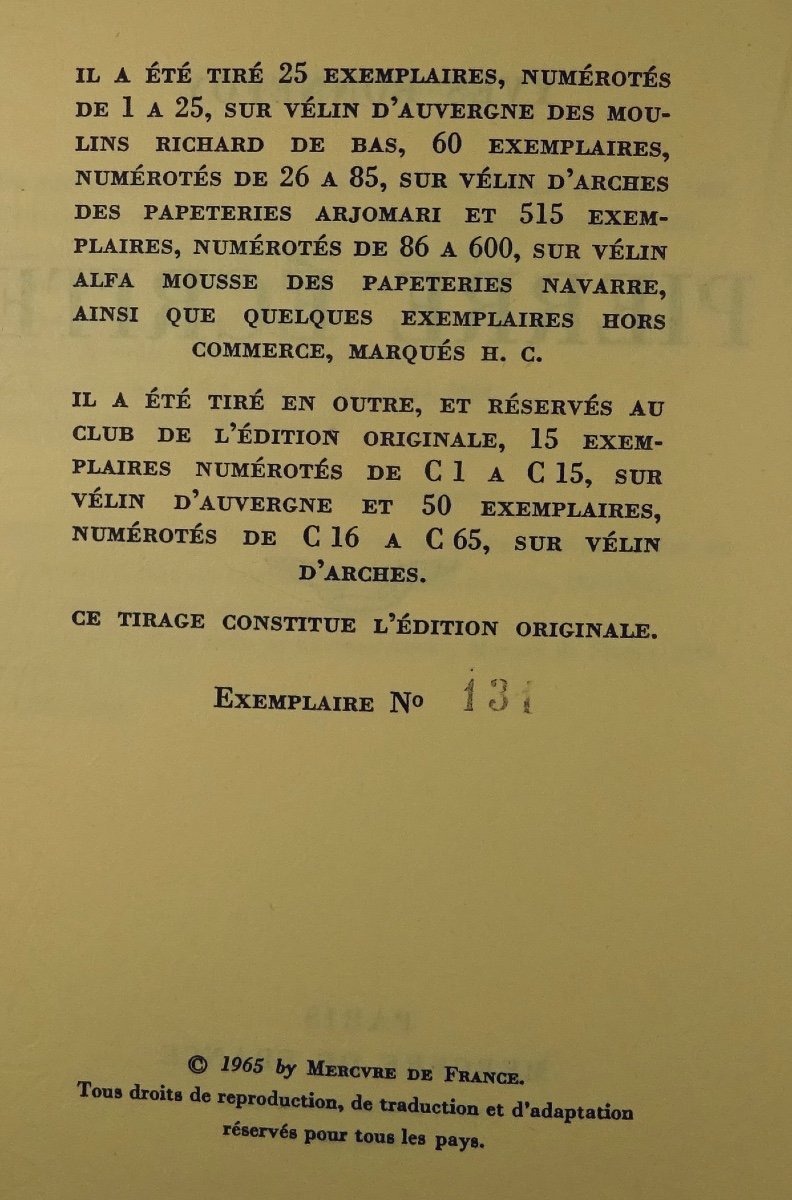 IL A ÉTÉ TIRÉ 25 EXEMPLAIRES, NUMÉROTÉS
DE 1 A 25, SUR VÉLIN D'AUVERGNE DES MOU-
LINS RICHARD DE BAS, 60 EXEMPLAIRES,
NUMÉROTÉS DE 26 A 85, SUR VÉLIN D'ARCHES
DES PAPETERIES ARJOMARI ET 515 EXEM-
PLAIRES, NUMÉROTÉS DE 86 A 600, SUR VÉLIN
ALFA MOUSSE DES PAPETERIES NAVARRE,
AINSI QUE QUELQUES EXEMPLAIRES HORS
COMMERCE, MARQUÉS H. C.
IL A ÉTÉ TIRÉ EN OUTRE, ET RÉSERVÉS AU
CLUB DE L'ÉDITION ORIGINALE, 15 EXEM-
PLAIRES NUMÉROTÉS DE C 1 A C 15, SUR
VÉLIN D'AUVERGNE ET 50 EXEMPLAIRES,
NUMÉROTÉS DE C 16 A C 65, SUR VÉLIN
D'ARCHES.
CE TIRAGE CONSTITUE L'ÉDITION ORIGINALE.
EXEMPLAIRE Nº 131
© 1965 by MERCVRE DE FRANCE.
Tous droits de reproduction, de traduction et d'adaptation
réservés pour tous les pays.